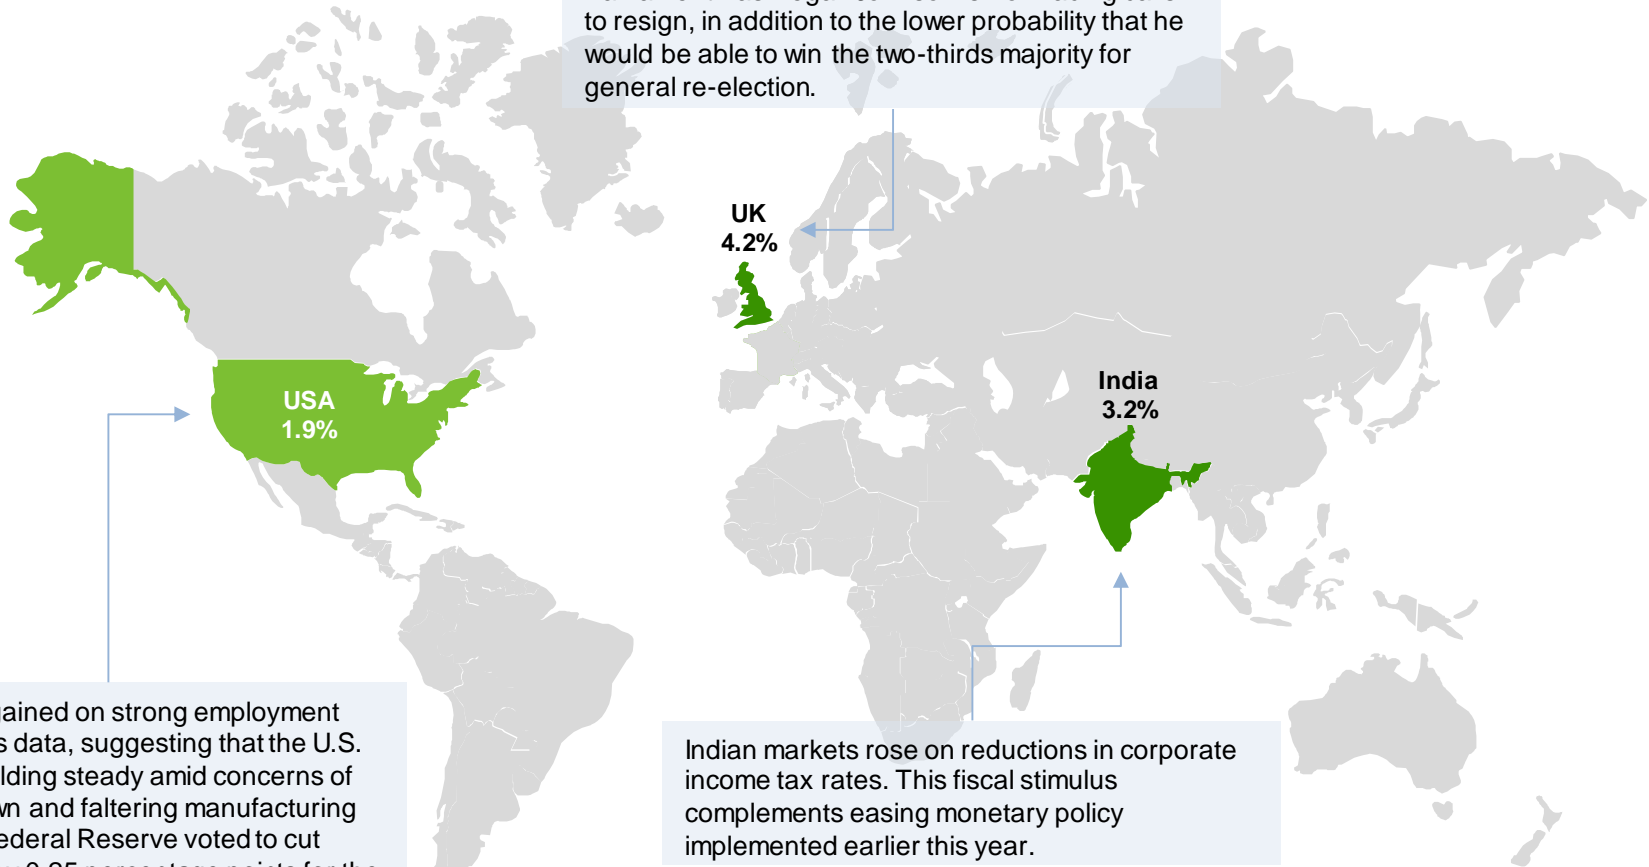 to resign, in addition to the lower probability that he
would be able to win the two-thirds majority for
general re-election.
UK
4.2%
India
3.2%
USA
1.9%
gained on strong employment
s data, suggesting that the U.S.
lding steady amid concerns of
wn and faltering manufacturing
ederal Reserve voted to cut
Indian markets rose on reductions in corporate
income tax rates. This fiscal stimulus
complements easing monetary policy
implemented earlier this year.